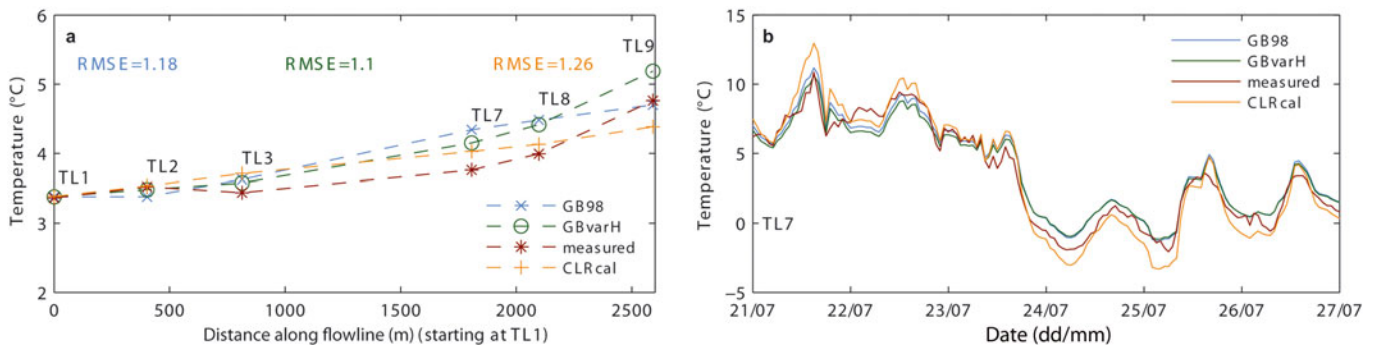 a
RMSE=1.18 RMSE=1.1 RMSE=1.26
TL1
TL2
TL3
TL7
TL8
TL9
GB98
GBvarH
measured
CLRcal
Temperature (°C)
6
5
4
3
2
0 500 1000 1500 2000 2500
Distance along flowline (m) (starting at TL1)
b
GB98
GBvarH
measured
CLRcal
TL7
Temperature (°C)
15
10
5
0
−5
21/07 22/07 23/07 24/07 25/07 26/07 27/07
Date (dd/mm)